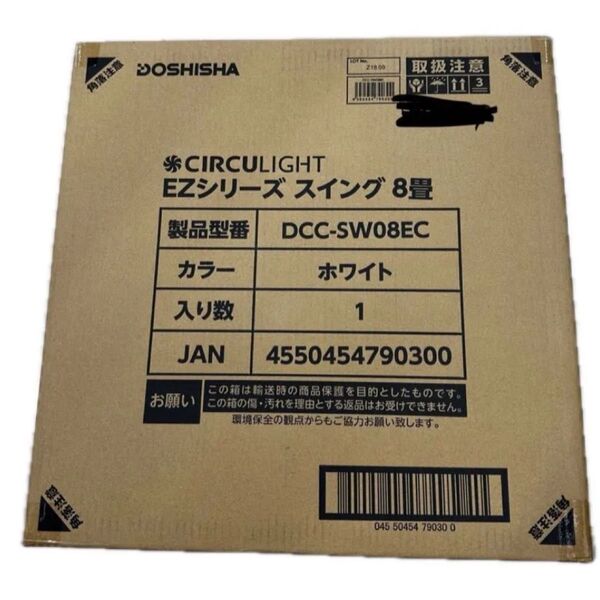 角落注意
DOSHISHA
LOT No.
Z18.00
取扱注意
3
角落注意
CIRCULIGHT
EZシリーズ スイング 8畳
製品型番 DCC-SW08EC
カラー ホワイト
入り数 1
JAN 4550454790300
お願い
この箱は輸送時の商品保護を目的としたものです。
この箱の傷・汚れを理由とする返品はお受けできません。
環境保全の観点からもご協力お願い致します。
角落注意
045 50454 79030 0
角落注意